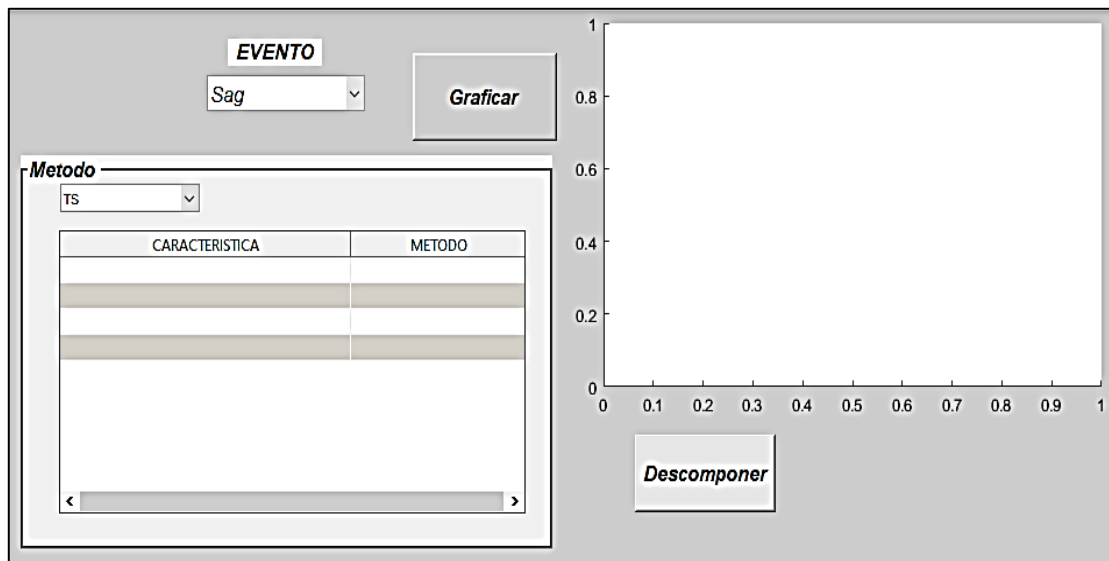 EVENTO
Sag
Graficar
Metodo
TS
CARACTERISTICA METODO
1
0.8
0.6
0.4
0.2
0
0 0.1 0.2 0.3 0.4 0.5 0.6 0.7 0.8 0.9 1
Descomponer